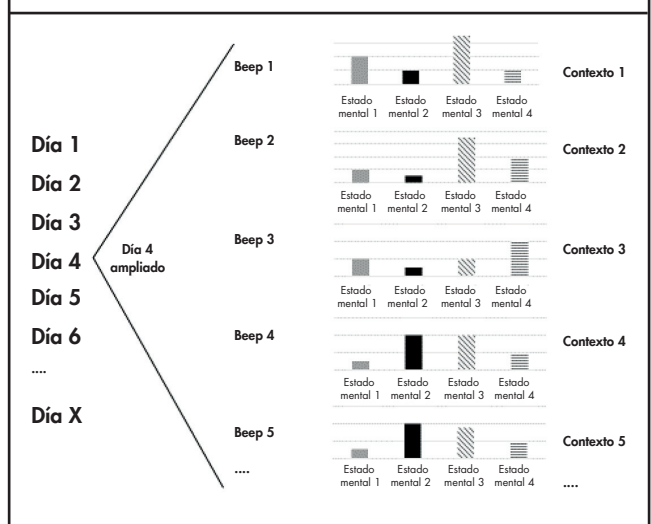 Día 1
Día 2
Día 3
Día 4
Día 5
Día 6
....
Día X
Día 4
ampliado
Beep 1
Estado Estado Estado Estado
mental 1 mental 2 mental 3 mental 4
Contexto 1
Beep 2
Estado Estado Estado Estado
mental 1 mental 2 mental 3 mental 4
Contexto 2
Beep 3
Estado Estado Estado Estado
mental 1 mental 2 mental 3 mental 4
Contexto 3
Beep 4
Estado Estado Estado Estado
mental 1 mental 2 mental 3 mental 4
Contexto 4
Beep 5
Estado Estado Estado Estado
mental 1 mental 2 mental 3 mental 4
Contexto 5
....
....